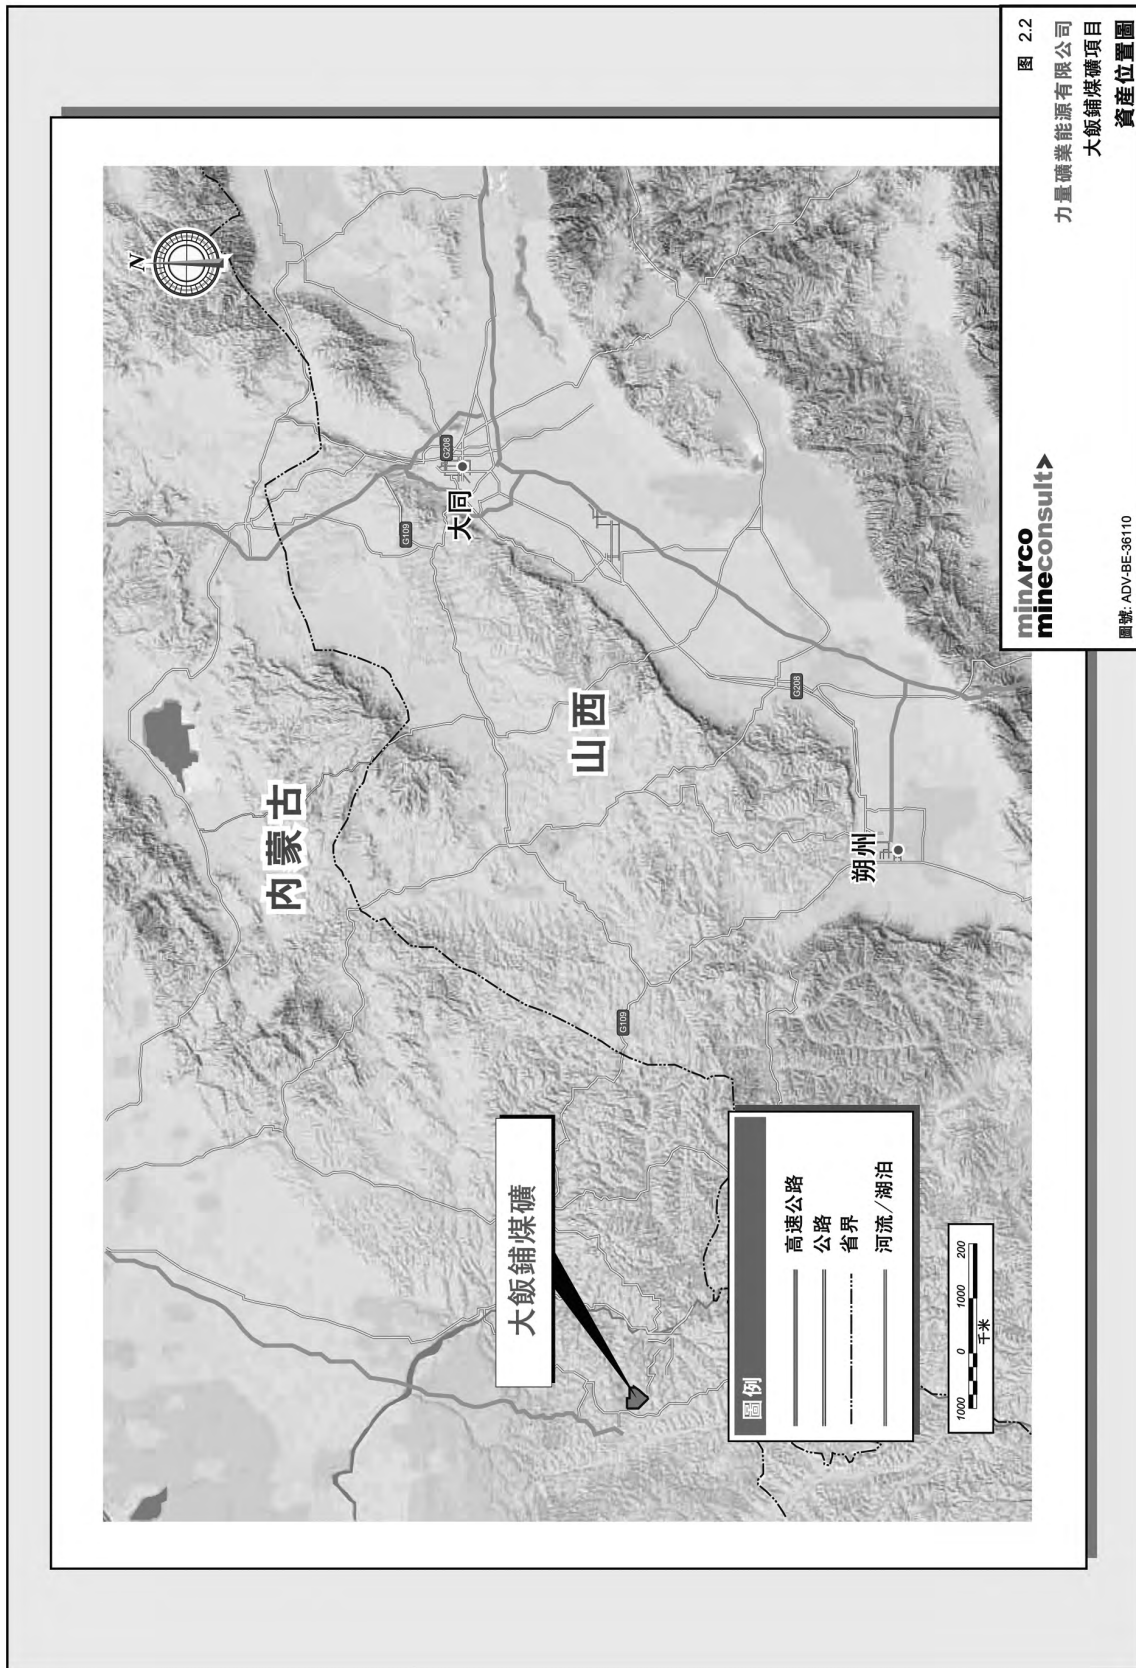 N
內蒙古
G208
大同
G109
山西
G208
朔州
G109
大飯鋪煤礦
圖例
高速公路
公路
省界
河流/湖泊
1000 0 1000 200
千米
minarco
mineconsult
圖號: ADV-BE-36110
图 2.2
力量礦業能源有限公司
大飯鋪煤礦項目
資産位置圖